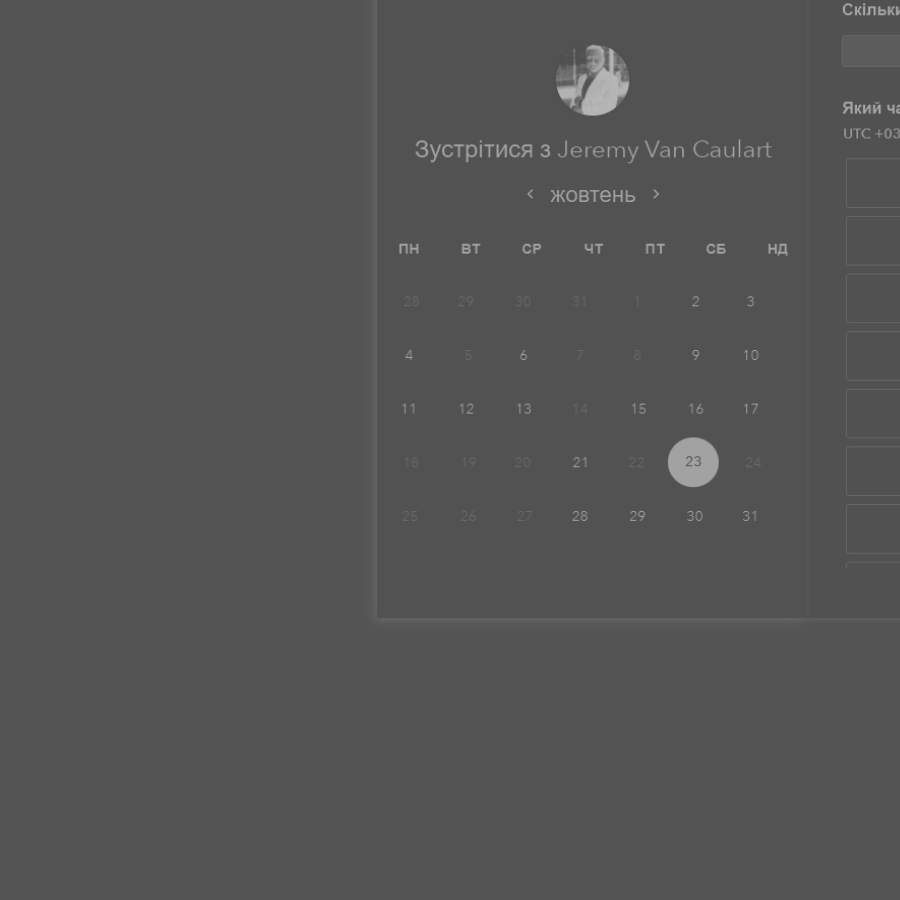 Зустрітися з Jeremy Van Caulart
жовтень
ПН ВТ СР ЧТ ПТ СБ НД
28 29 30 31 1 2 3
4 5 6 7 8 9 10
11 12 13 14 15 16 17
18 19 20 21 22 23 24
25 26 27 28 29 30 31
Який
UTC +03